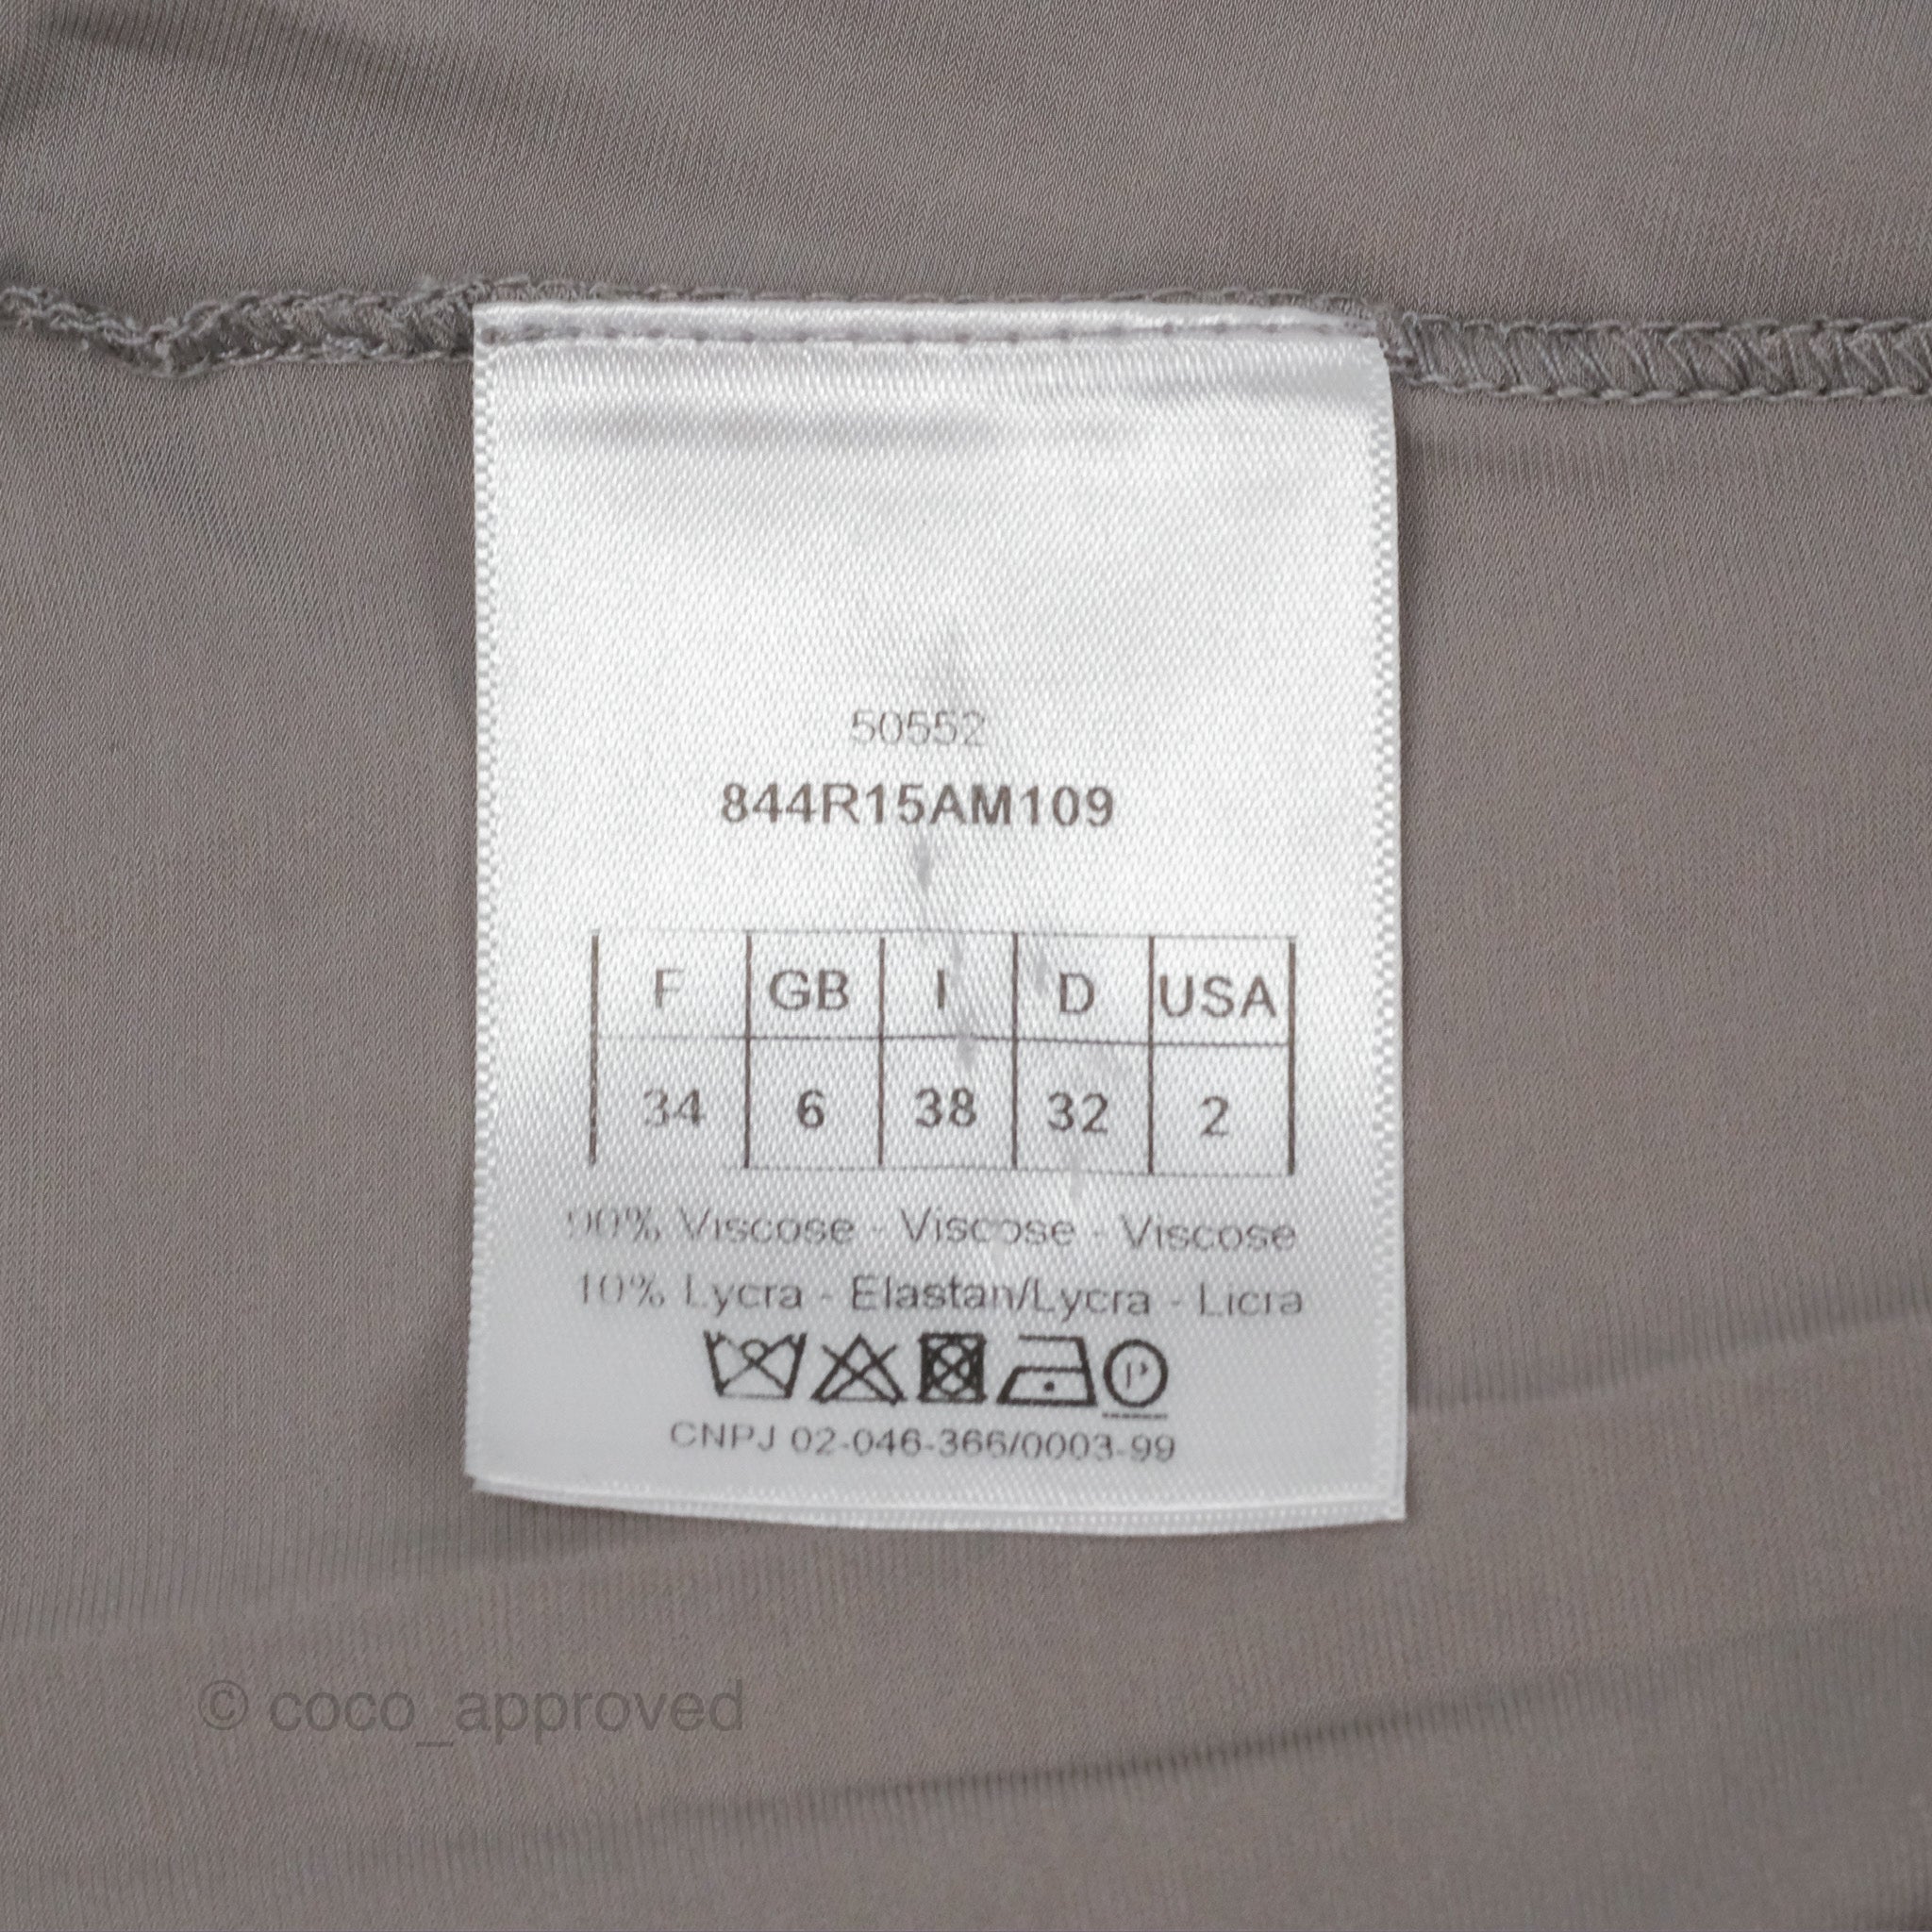 50552
844R15AM109
F GB I D USA
34 6 38 32 2
90% Viscose - Viscose - Viscose
10% Lycra - Elastan/Lycra - Licra
P
CNPJ 02-046-366/0003-99
© coco_approved